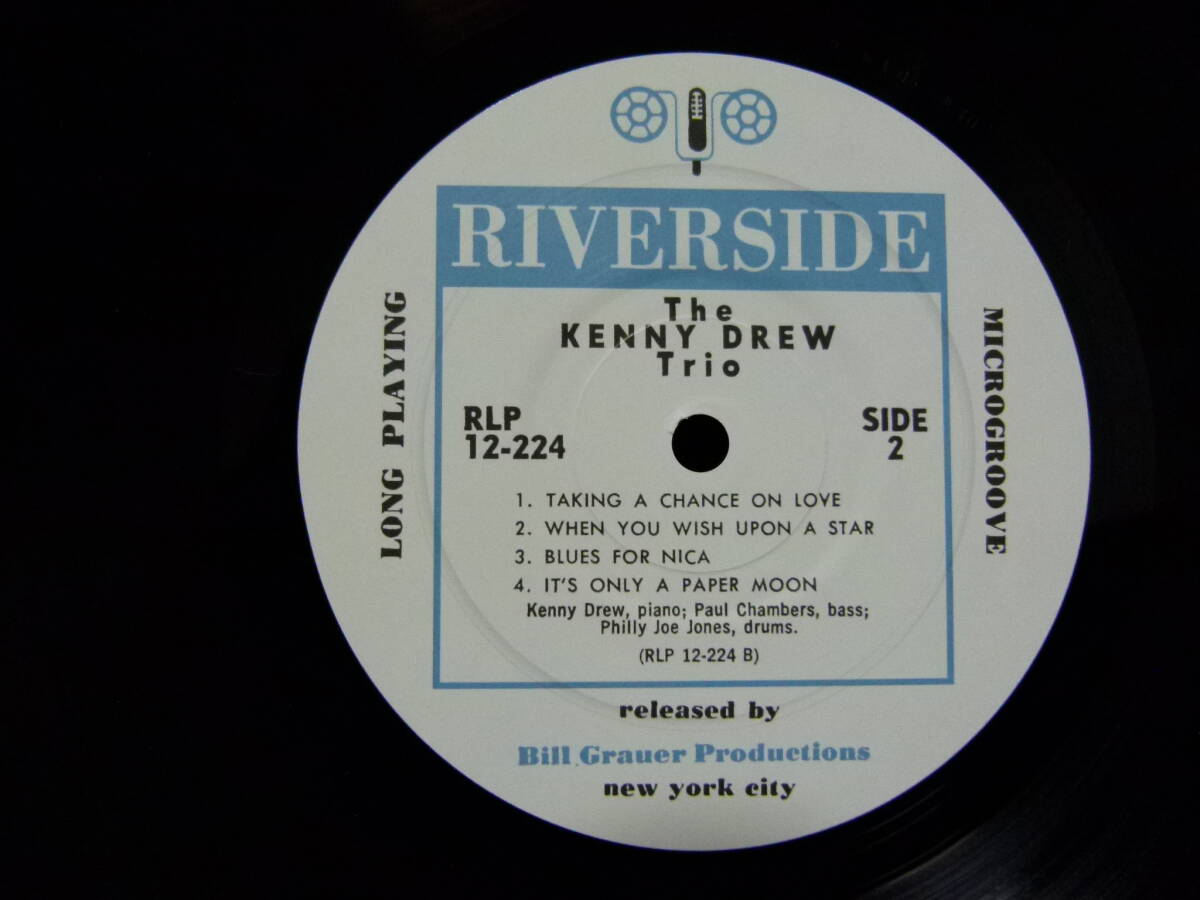 RIVERSIDE
The
KENNY DREW
Trio
LONG PLAYING
MICROGROOVE
RLP
12-224
SIDE
2
1. TAKING A CHANCE ON LOVE
2. WHEN YOU WISH UPON A STAR
3. BLUES FOR NICA
4. IT'S ONLY A PAPER MOON
Kenny Drew, piano; Paul Chambers, bass;
Philly Joe Jones, drums.
(RLP 12-224 B)
released by
Bill Grauer Productions
new york city